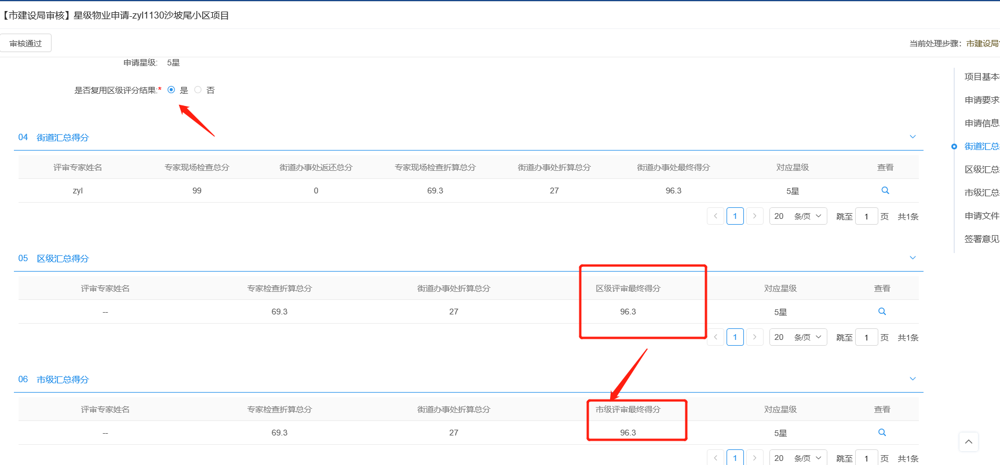 【市建设局审核】星级物业申请-zyl1130沙坡尾小区项目
审核通过
当前处理步骤： 市建设局
申请星级: 5星
是否复用区级评分结果:* 是 否
项目基本
申请要求
申请信息
街道汇总
区级汇总
市级汇总
申请文件
签署意见
04 街道汇总得分
评审专家姓名 专家现场检查总分 街道办事处返还总分 专家现场检查折算总分 街道办事处折算总分 街道办事处最终得分 对应星级 查看
zyl 99 0 69.3 27 96.3 5星
1 20 条/页 跳至 1 页 共1条
05 区级汇总得分
评审专家姓名 专家检查折算总分 街道办事处折算总分 区级评审最终得分 对应星级 查看
-- 69.3 27 96.3 5星
1 20 条/页 跳至 1 页 共1条
06 市级汇总得分
评审专家姓名 专家检查折算总分 街道办事处折算总分 市级评审最终得分 对应星级 查看
-- 69.3 27 96.3 5星
1 20 条/页 跳至 1 页 共1条